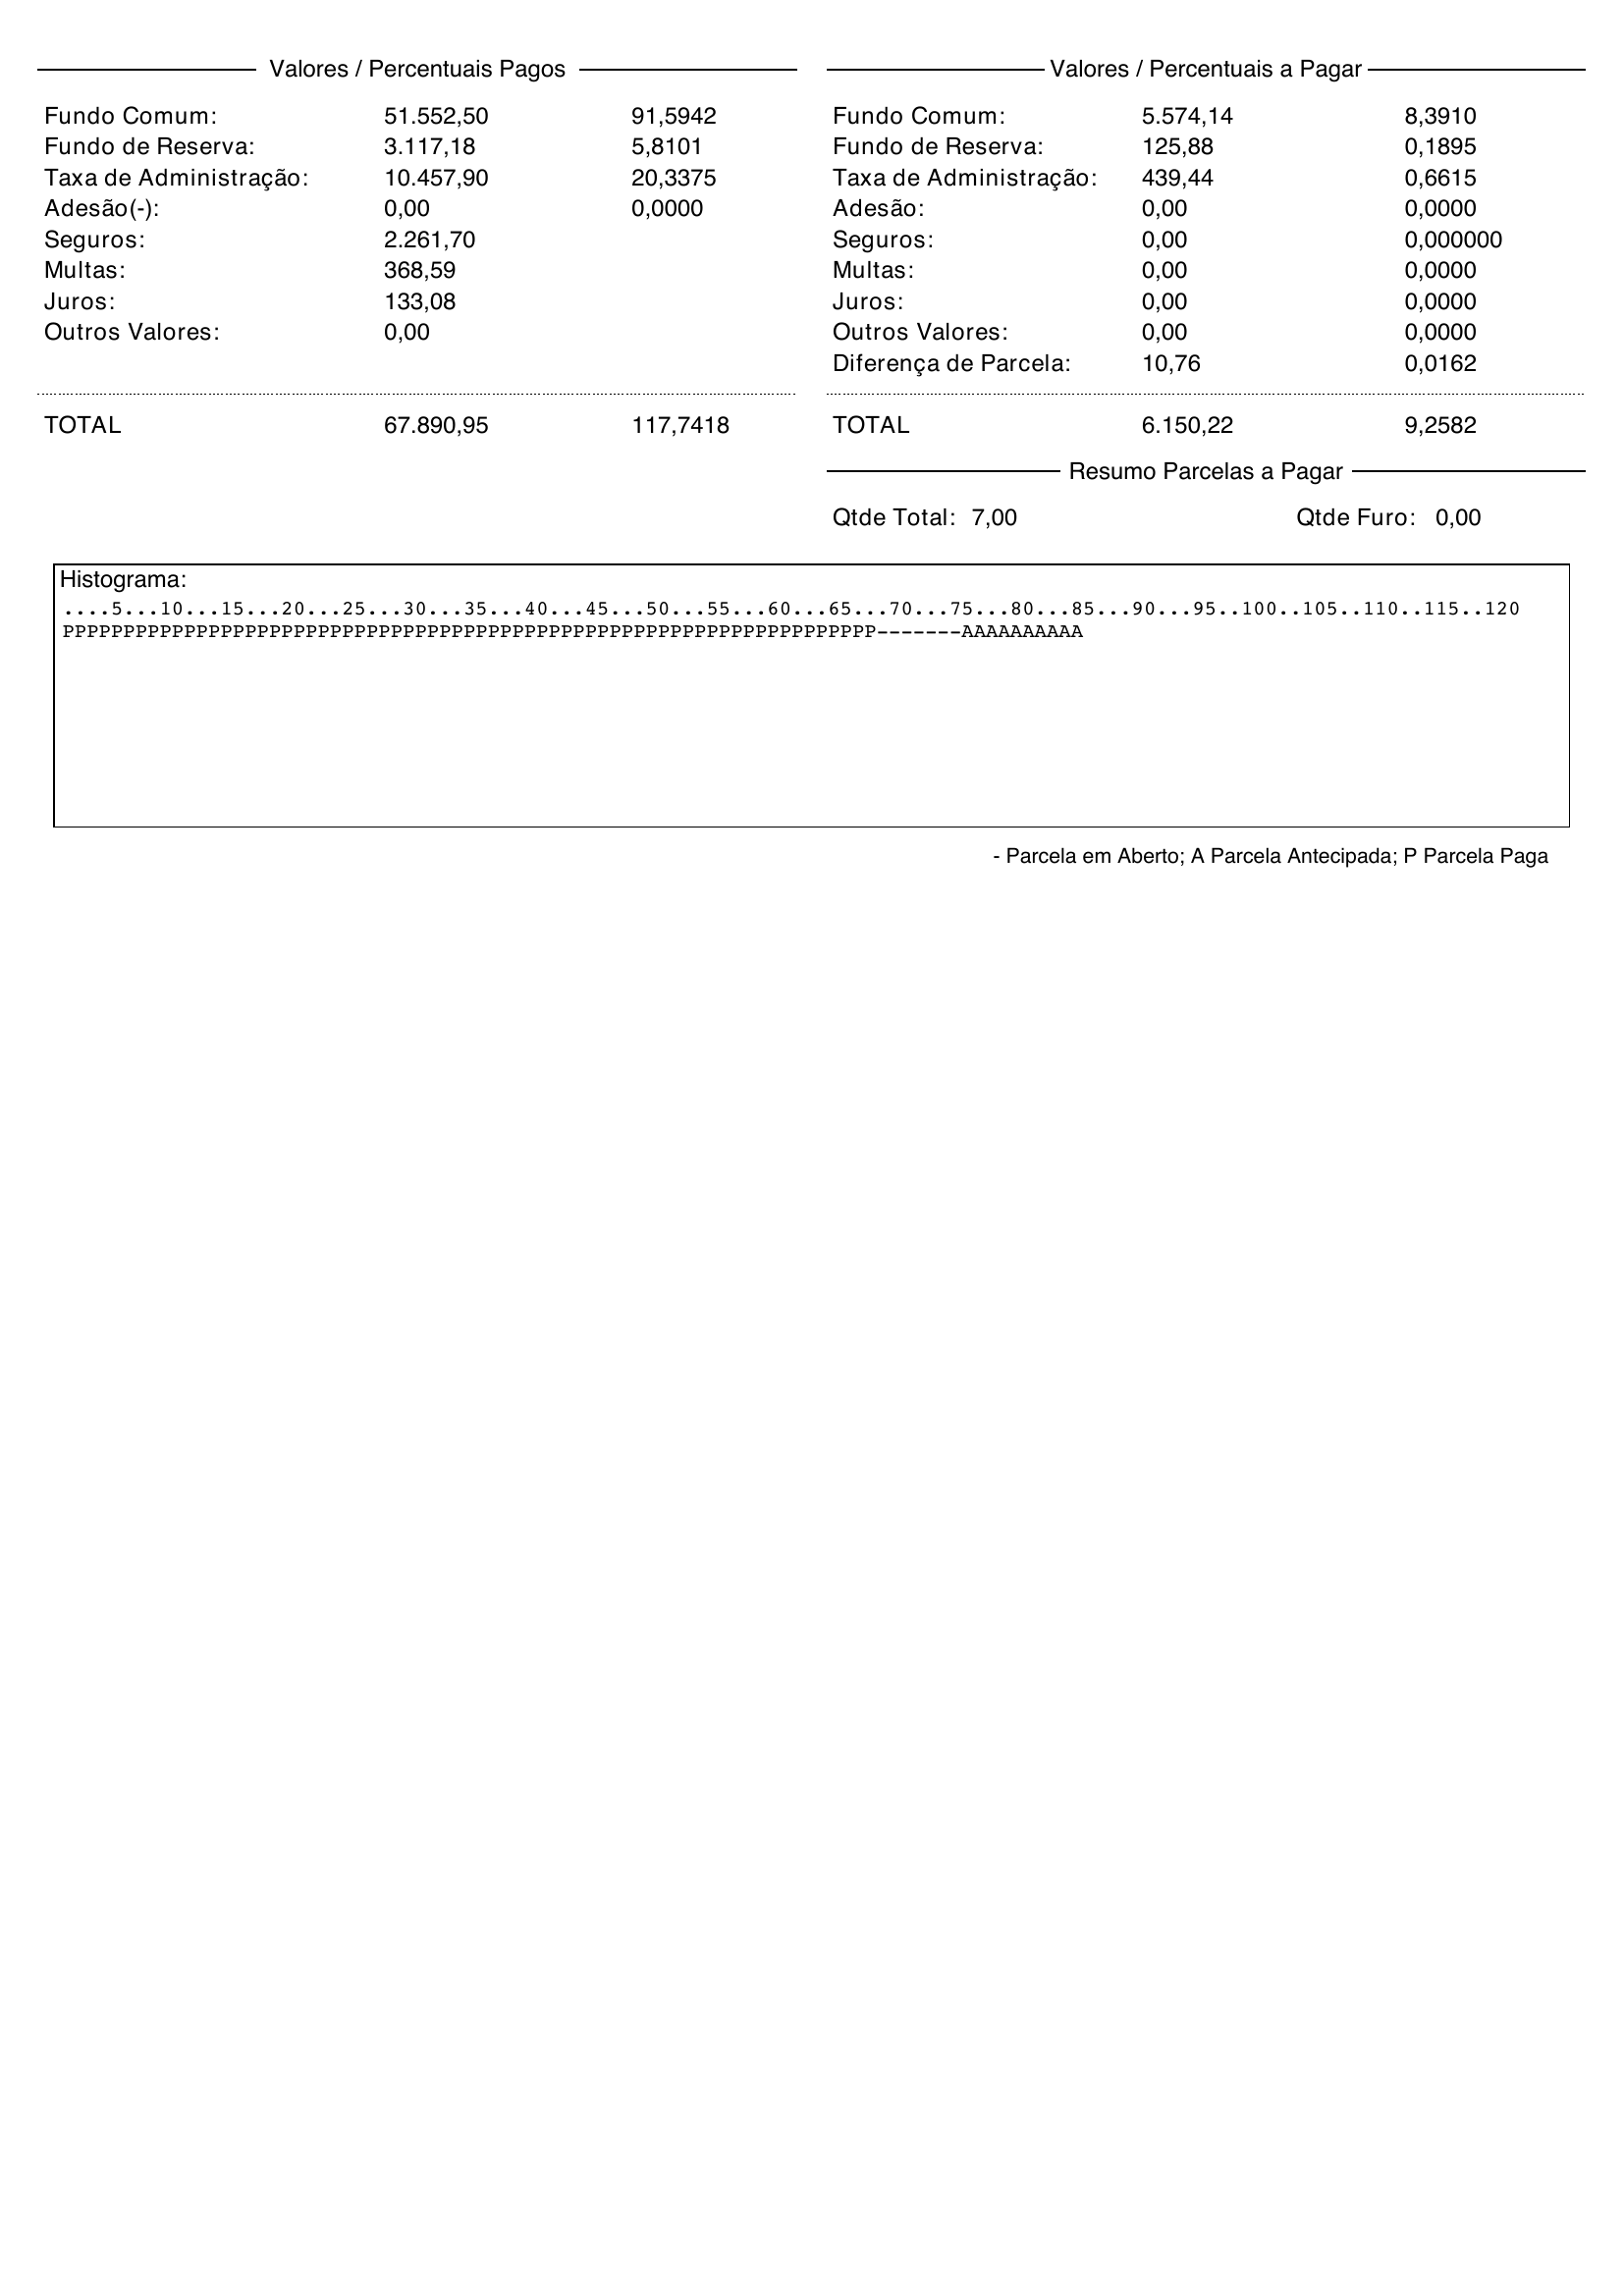 Valores / Percentuais Pagos Valores / Percentuais a Pagar
Fundo Comum: 51.552,50 91,5942 Fundo Comum: 5.574,14 8,3910
Fundo de Reserva: 3.117,18 5,8101 Fundo de Reserva: 125,88 0,1895
Taxa de Administração: 10.457,90 20,3375 Taxa de Administração: 439,44 0,6615
Adesão(-): 0,00 0,0000 Adesão: 0,00 0,0000
Seguros: 2.261,70 Seguros: 0,00 0,000000
Multas: 368,59 Multas: 0,00 0,0000
Juros: 133,08 Juros: 0,00 0,0000
Outros Valores: 0,00 Outros Valores: 0,00 0,0000
Diferença de Parcela: 10,76 0,0162
TOTAL 67.890,95 117,7418 TOTAL 6.150,22 9,2582
Resumo Parcelas a Pagar
Qtde Total: 7,00 Qtde Furo: 0,00
Histograma:
....5...10...15...20...25...30...35...40...45...50...55...60...65...70...75...80...85...90...95..100..105..110..115..120
PPPPPPPPPPPPPPPPPPPPPPPPPPPPPPPPPPPPPPPPPPPPPPPPPPPPPPPPPPPPPPPPPPP-------AAAAAAAAAA
- Parcela em Aberto; A Parcela Antecipada; P Parcela Paga